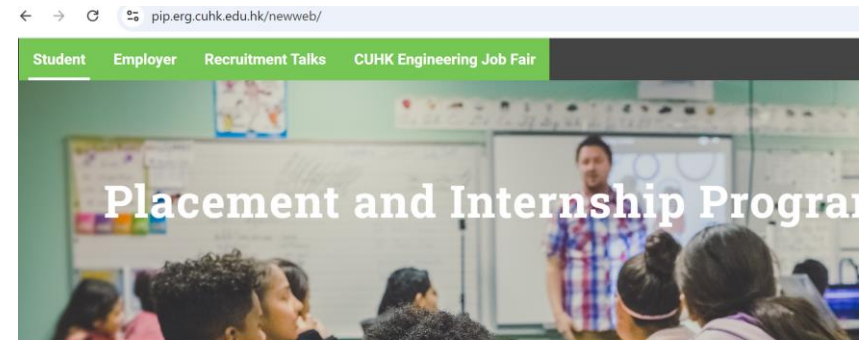 pip.erg.cuhk.edu.hk/newweb/
Student Employer Recruitment Talks CUHK Engineering Job Fair
Placement and Internship Progra